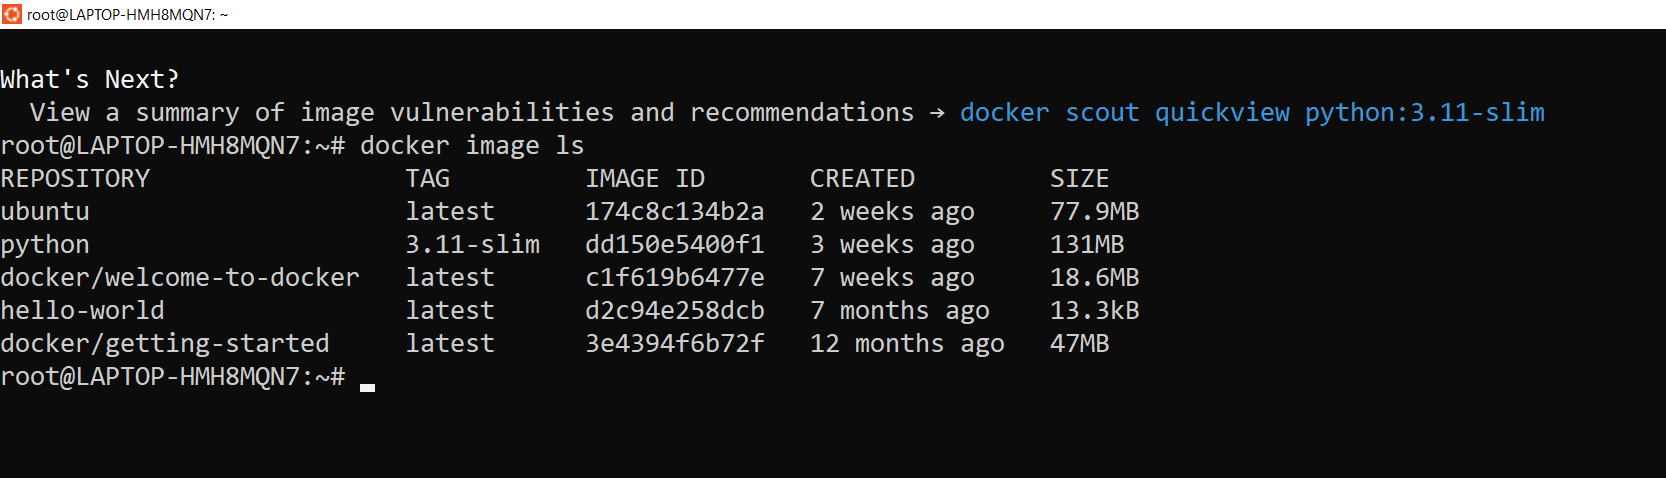 root@LAPTOP-HMH8MQN7: ~
What's Next?
  View a summary of image vulnerabilities and recommendations → docker scout quickview python:3.11-slim
root@LAPTOP-HMH8MQN7:~# docker image ls
REPOSITORY                 TAG         IMAGE ID       CREATED         SIZE
ubuntu                     latest      174c8c134b2a   2 weeks ago     77.9MB
python                     3.11-slim   dd150e5400f1   3 weeks ago     131MB
docker/welcome-to-docker   latest      c1f619b6477e   7 weeks ago     18.6MB
hello-world                latest      d2c94e258dcb   7 months ago    13.3kB
docker/getting-started     latest      3e4394f6b72f   12 months ago   47MB
root@LAPTOP-HMH8MQN7:~#